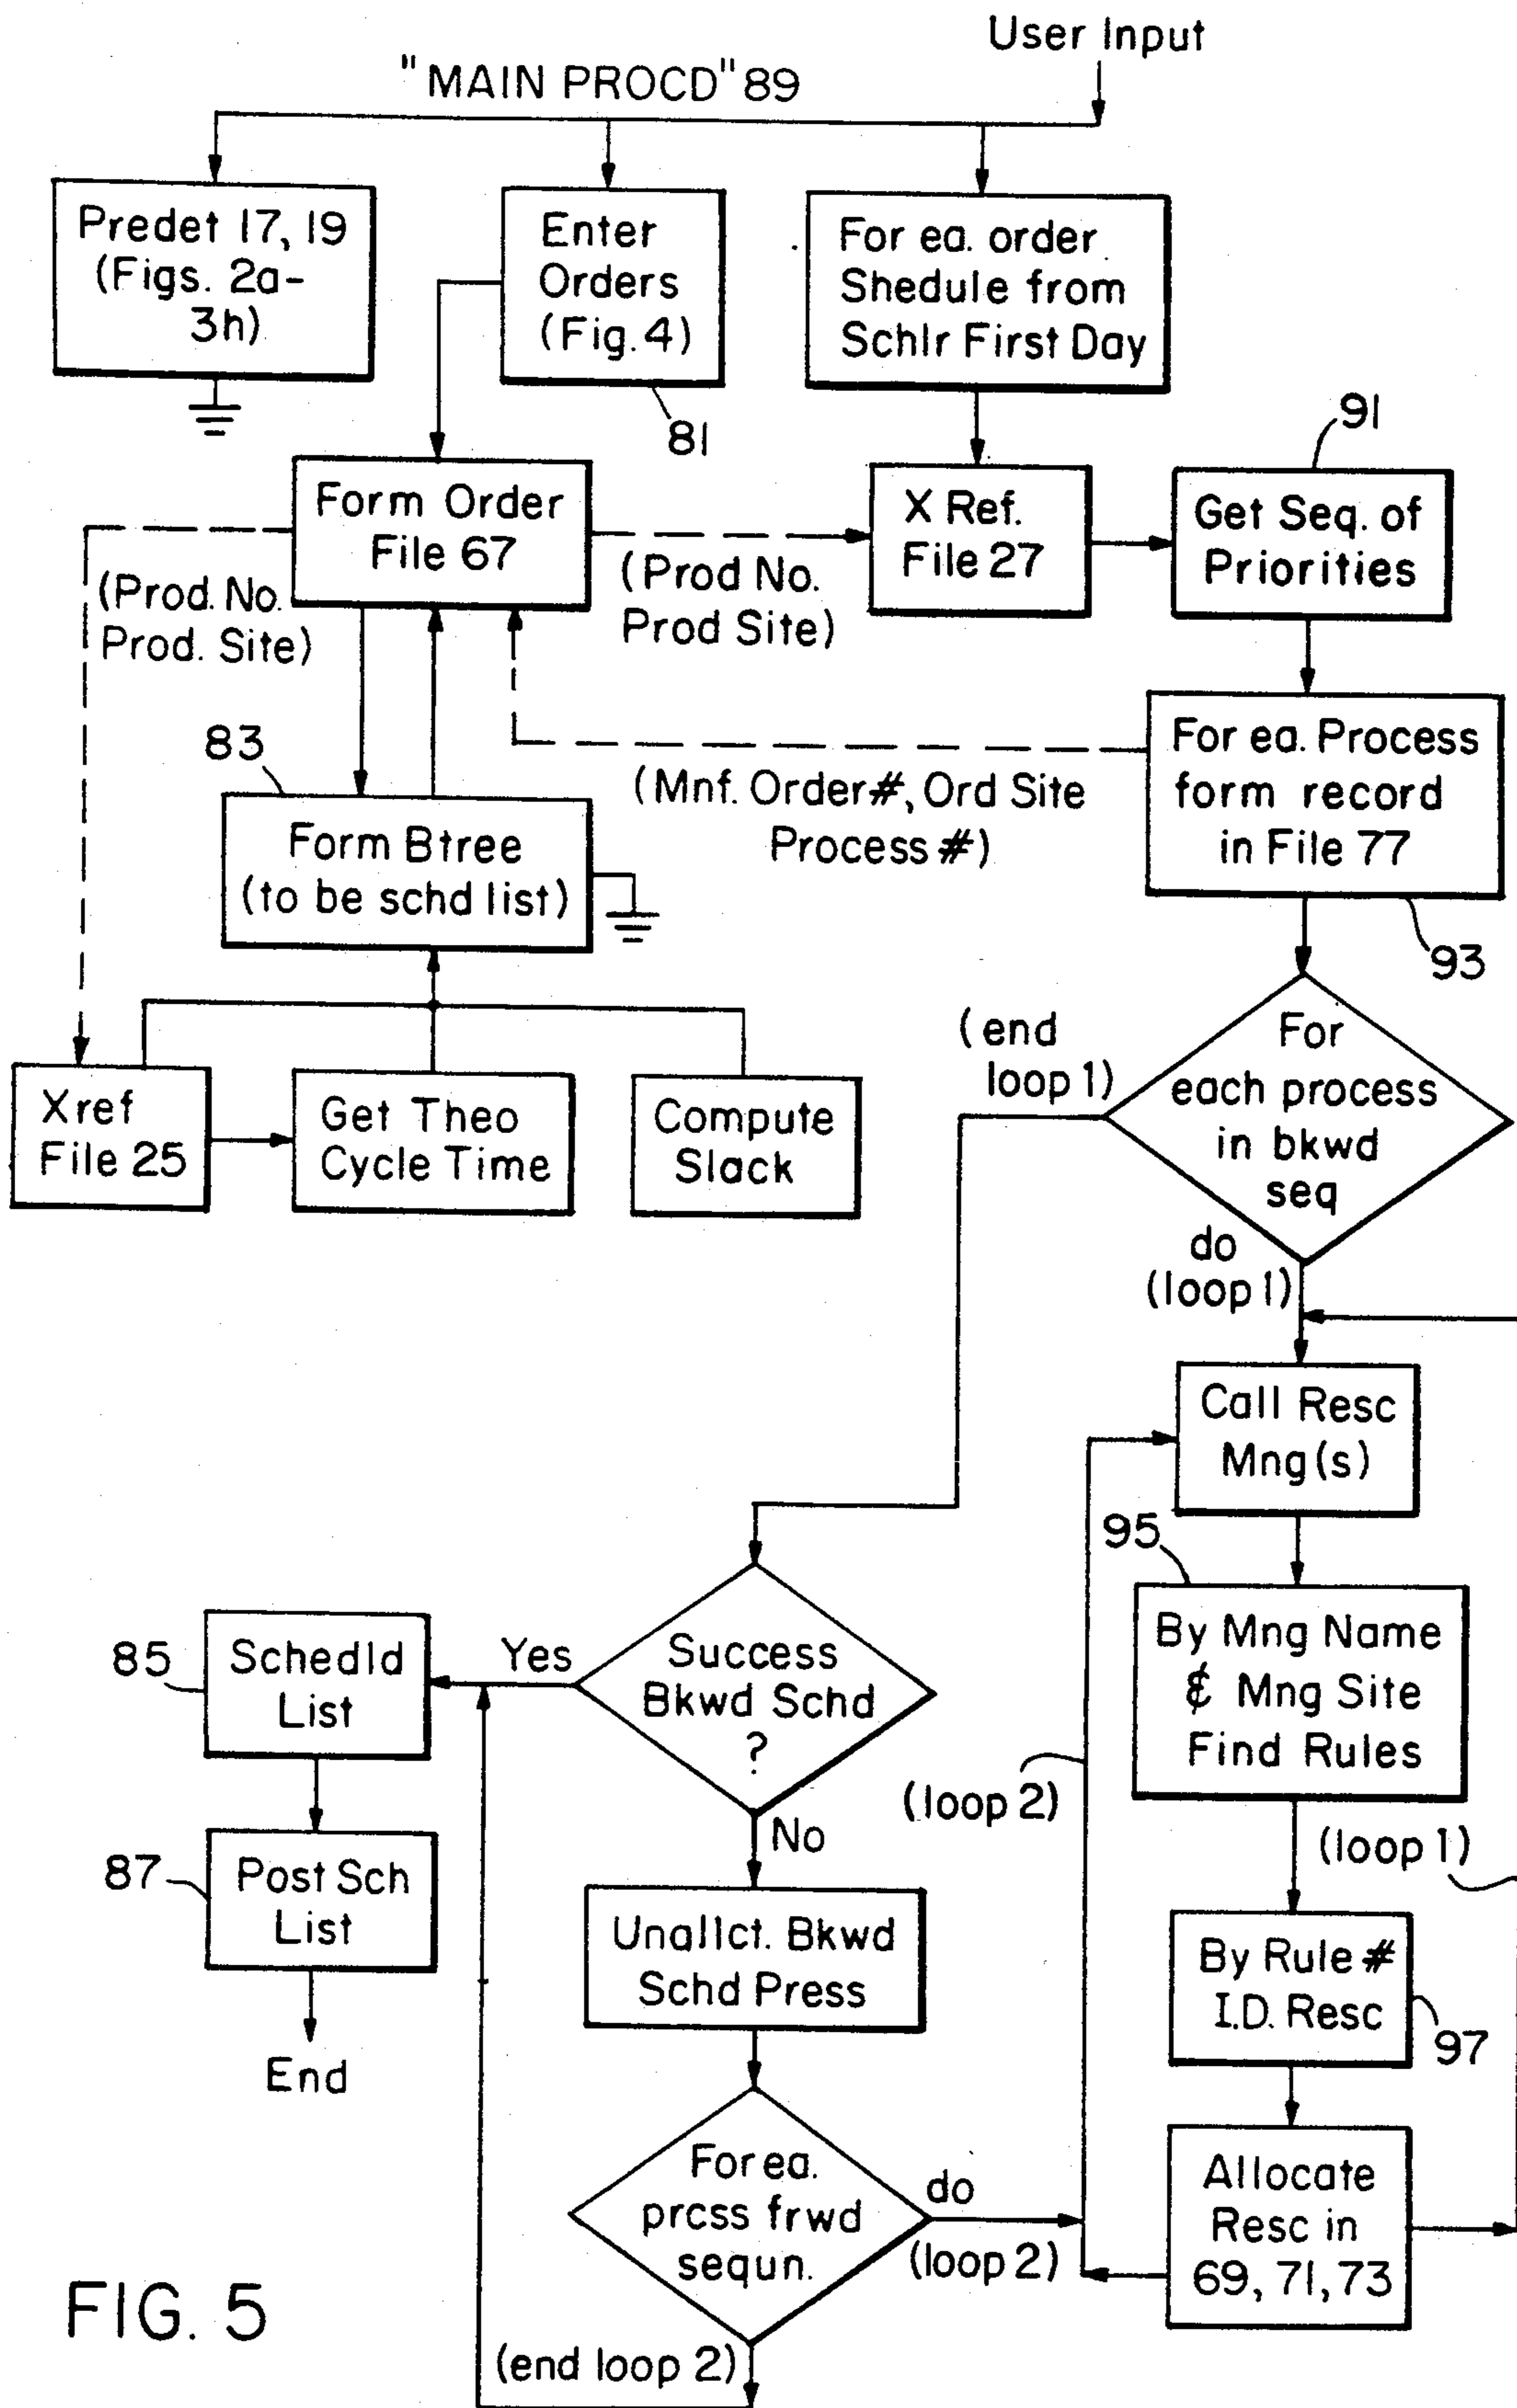 User Input
"MAIN PROCD" 89
Predet 17, 19
(Figs. 2a-
3h)
Enter
Orders
(Fig. 4)
81
For ea. order
Shedule from
Schlr First Day
Form Order
File 67
X Ref.
File 27
91
Get Seq. of
Priorities
(Prod. No.
Prod. Site)
(Prod No.
Prod Site)
83
Form Btree
(to be schd list)
(Mnf. Order#, Ord Site
Process #)
For ea. Process
form record
in File 77
93
Xref
File 25
Get Theo
Cycle Time
Compute
Slack
(end
loop 1)
For
each process
in bkwd
seq
do
(loop 1)
Call Resc
Mng(s)
95
By Mng Name
& Mng Site
Find Rules
85
Schedld
List
Yes
Success
Bkwd Schd
?
(loop 2)
No
(loop 1)
87
Post Sch
List
Unallct. Bkwd
Schd Press
By Rule #
I.D. Resc
97
End
For ea.
prcss frwd
sequn.
do
(loop 2)
Allocate
Resc in
69, 71, 73
(end loop 2)
FIG. 5